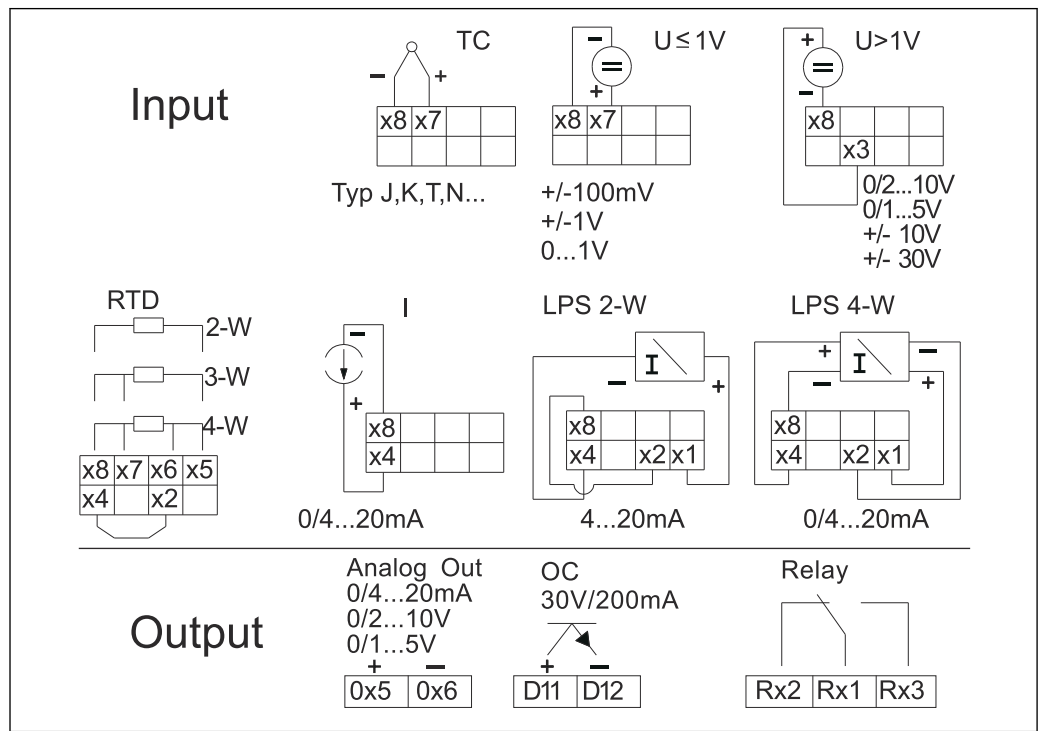 Input
TC
− +
x8 x7
Typ J,K,T,N...
U ≤ 1V
−
=
+
x8 x7
+/-100mV
+/-1V
0...1V
U>1V
+
=
−
x8
x3
0/2...10V
0/1...5V
+/- 10V
+/- 30V
RTD
2-W
3-W
4-W
x8 x7 x6 x5
x4 x2
I
−
+
x8
x4
0/4...20mA
LPS 2-W
I
− +
x8
x4 x2 x1
4...20mA
LPS 4-W
+ −
I
− +
x8
x4 x2 x1
0/4...20mA
Output
Analog Out
0/4...20mA
0/2...10V
0/1...5V
+ −
0x5 0x6
OC
30V/200mA
+ −
D11 D12
Relay
Rx2 Rx1 Rx3